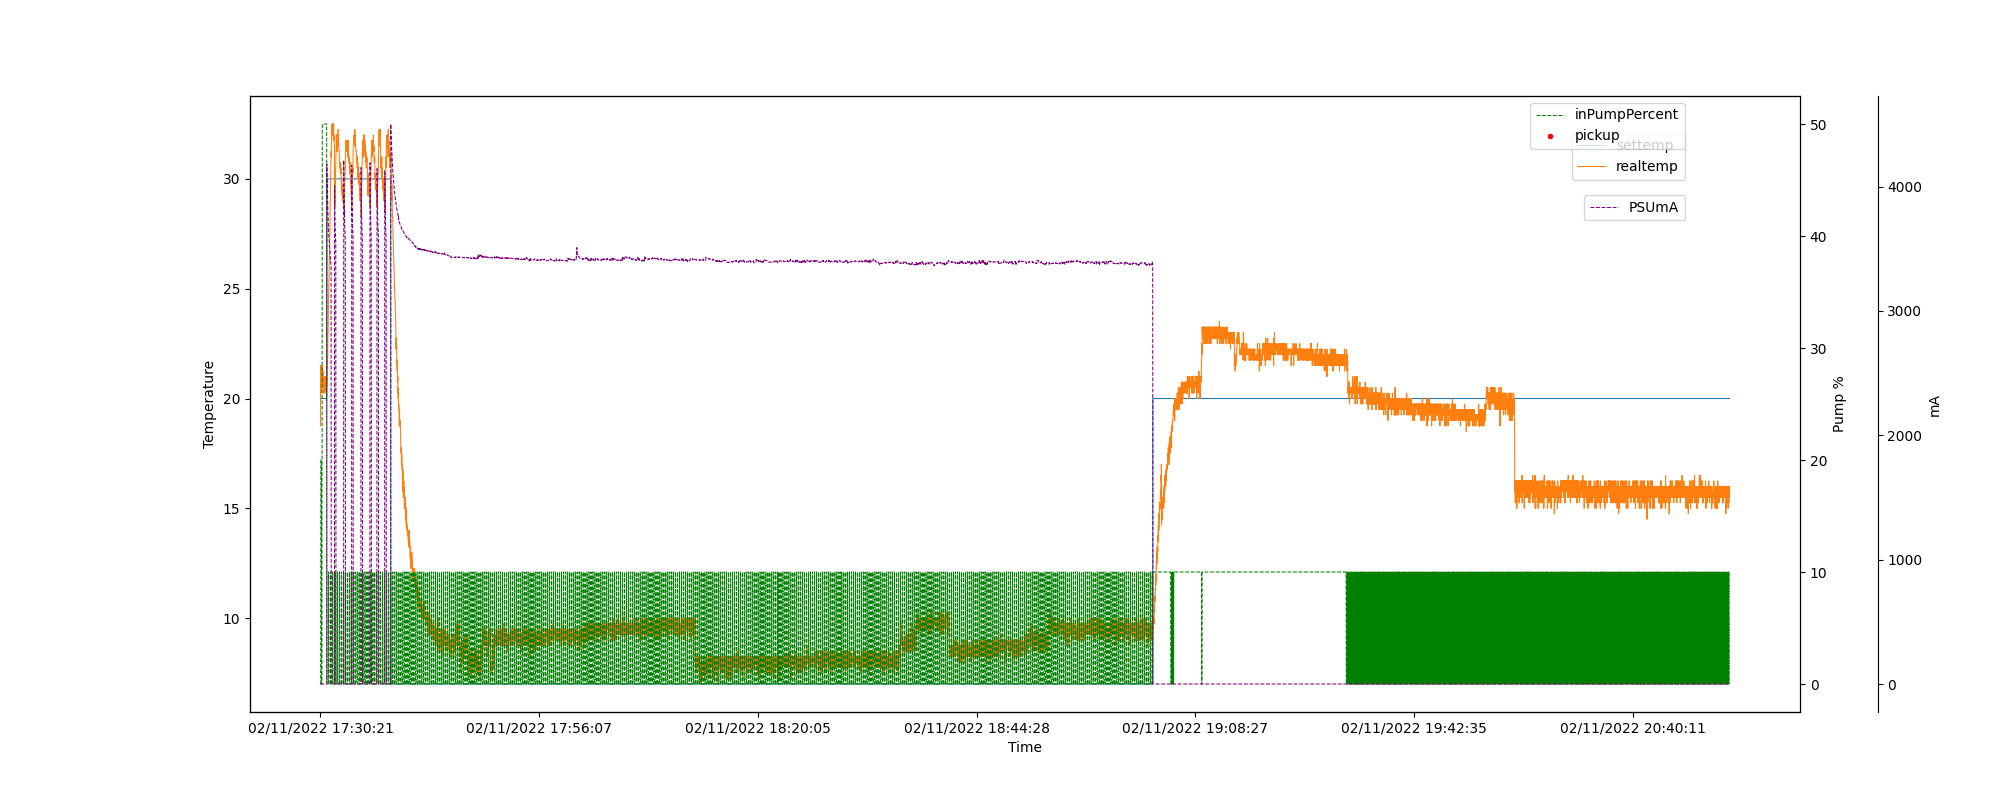 inPumpPercent
pickup
settemp
realtemp
PSUmA
Temperature
30
25
20
15
10
50
40
30
20
10
0
Pump %
4000
3000
2000
1000
0
mA
02/11/2022 17:30:21
02/11/2022 17:56:07
02/11/2022 18:20:05
02/11/2022 18:44:28
02/11/2022 19:08:27
02/11/2022 19:42:35
02/11/2022 20:40:11
Time